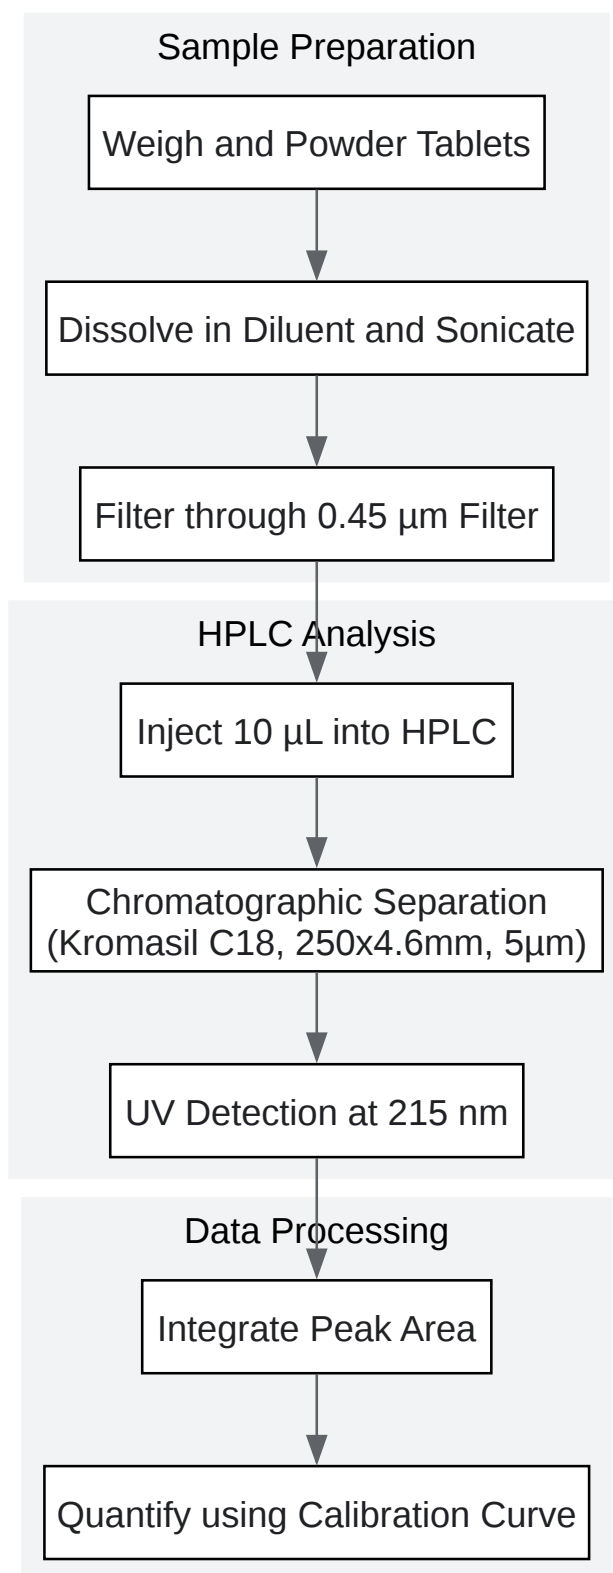 Sample Preparation
Weigh and Powder Tablets
Dissolve in Diluent and Sonicate
Filter through 0.45 µm Filter
HPLC Analysis
Inject 10 µL into HPLC
Chromatographic Separation
(Kromasil C18, 250x4.6mm, 5µm)
UV Detection at 215 nm
Data Processing
Integrate Peak Area
Quantify using Calibration Curve